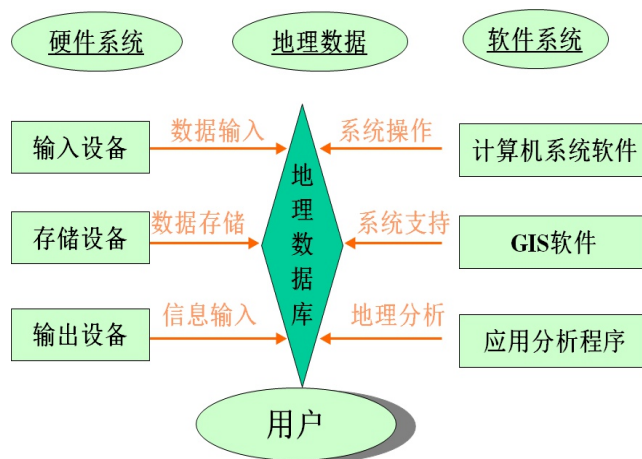 硬件系统
地理数据
软件系统
输入设备
数据输入
系统操作
计算机系统软件
存储设备
数据存储
地理数据库
系统支持
GIS软件
输出设备
信息输入
地理分析
应用分析程序
用户